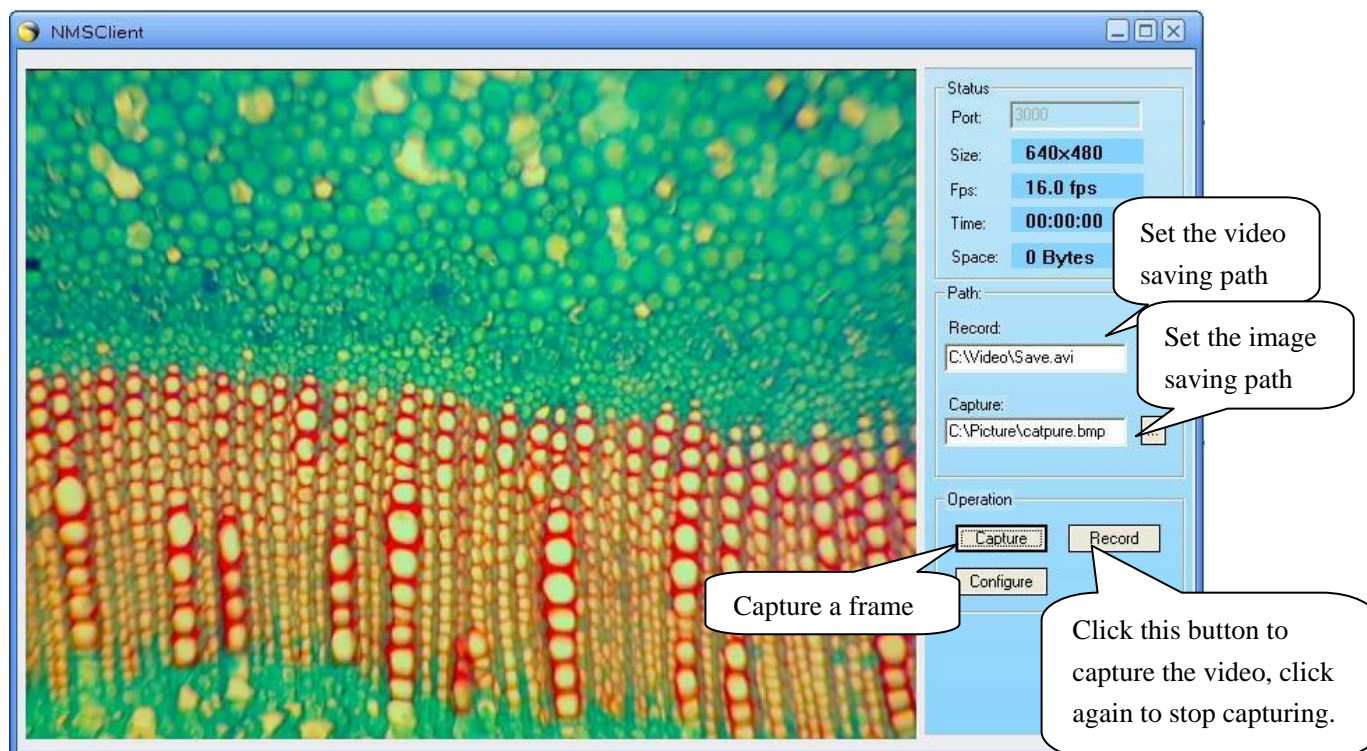 NMSClient
Status
Port: 3000
Size: 640×480
Fps: 16.0 fps
Time: 00:00:00
Space: 0 Bytes
Set the video
saving path
Path:
Record:
C:\Video\Save.avi
Set the image
saving path
Capture:
C:\Picture\catpure.bmp
...
Operation
Capture Record
Configure
Capture a frame
Click this button to
capture the video, click
again to stop capturing.